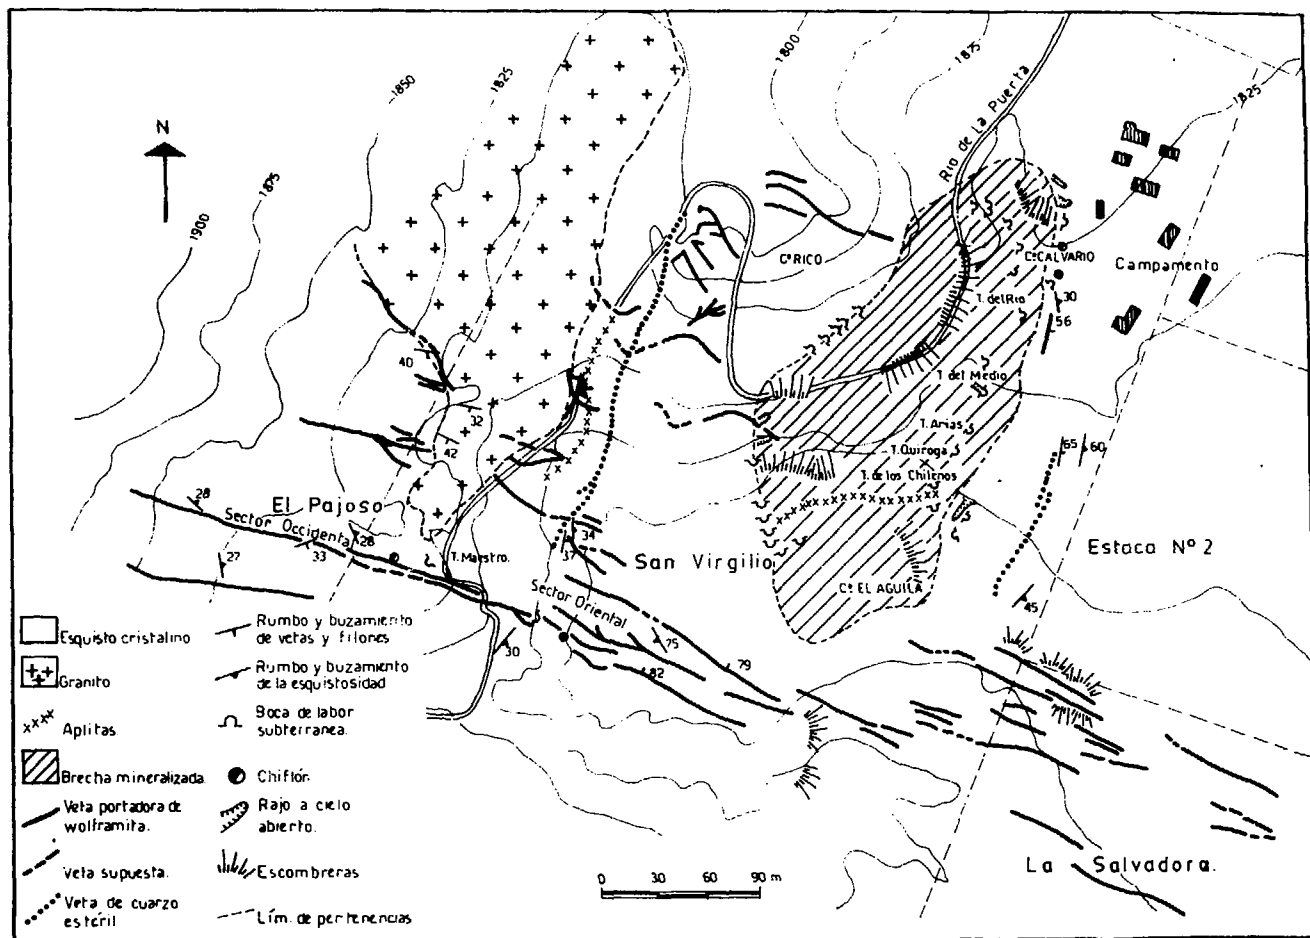 N
1900
1875
1850
1825
1800
1875
1825
Rio de La Puerta
Cº RICO
Cº CALVARIO
Campamento
30
56
T. del Rio
T. del Medio
T. Arias
T. Quiroga
T. de los Chilenos
65
60
40
32
42
El Pajoso
28
Sector Occidental
28
33
27
T. Maestro.
34
37
San Virgilio
Estaca Nº 2
Cº EL AGUILA
45
Sector Oriental
75
79
82
30
La Salvadora.
Esquisto cristalino
Granito
Aplitas
Brecha mineralizada
Veta portadora de
wolframita.
Veta supuesta.
Veta de cuarzo
estéril
Rumbo y buzamiento
de vetas y filones
Rumbo y buzamiento
de la esquistosidad
Boca de labor
subterranea.
Chiflón
Rajo a cielo
abierto.
Escombreras
Lím. de pertenencias
0 30 60 90 m